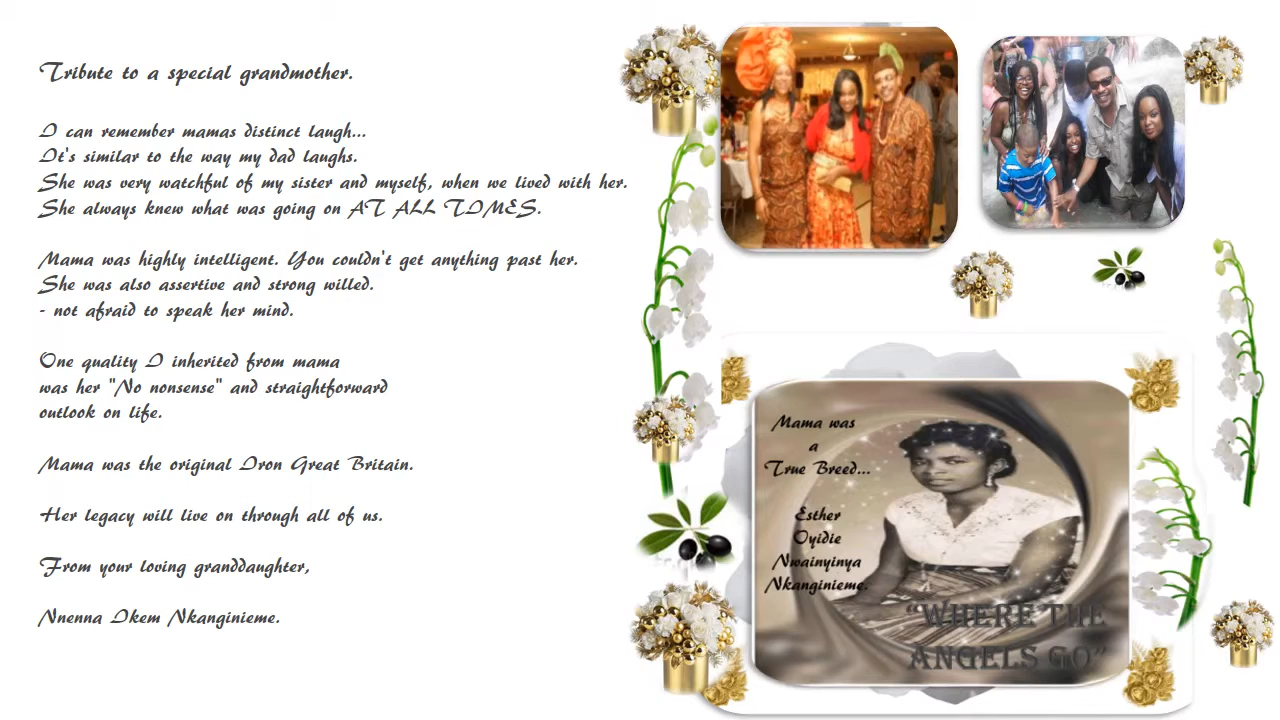 Tribute to a special grandmother.
I can remember mamas distinct laugh...
It's similar to the way my dad laughs.
She was very watchful of my sister and myself, when we lived with her.
She always knew what was going on AT ALL TIMES.
Mama was highly intelligent. You couldn't get anything past her.
She was also assertive and strong willed.
- not afraid to speak her mind.
One quality I inherited from mama
was her "No nonsense" and straightforward
outlook on life.
Mama was the original Iron Great Britain.
Her legacy will live on through all of us.
From your loving granddaughter,
Nnenna Ikem Nkanginieme.
Mama was
a
True Breed...
Esther
Oyidie
Nwainyinya
Nkanginieme.
“WHERE THE
ANGELS GO”